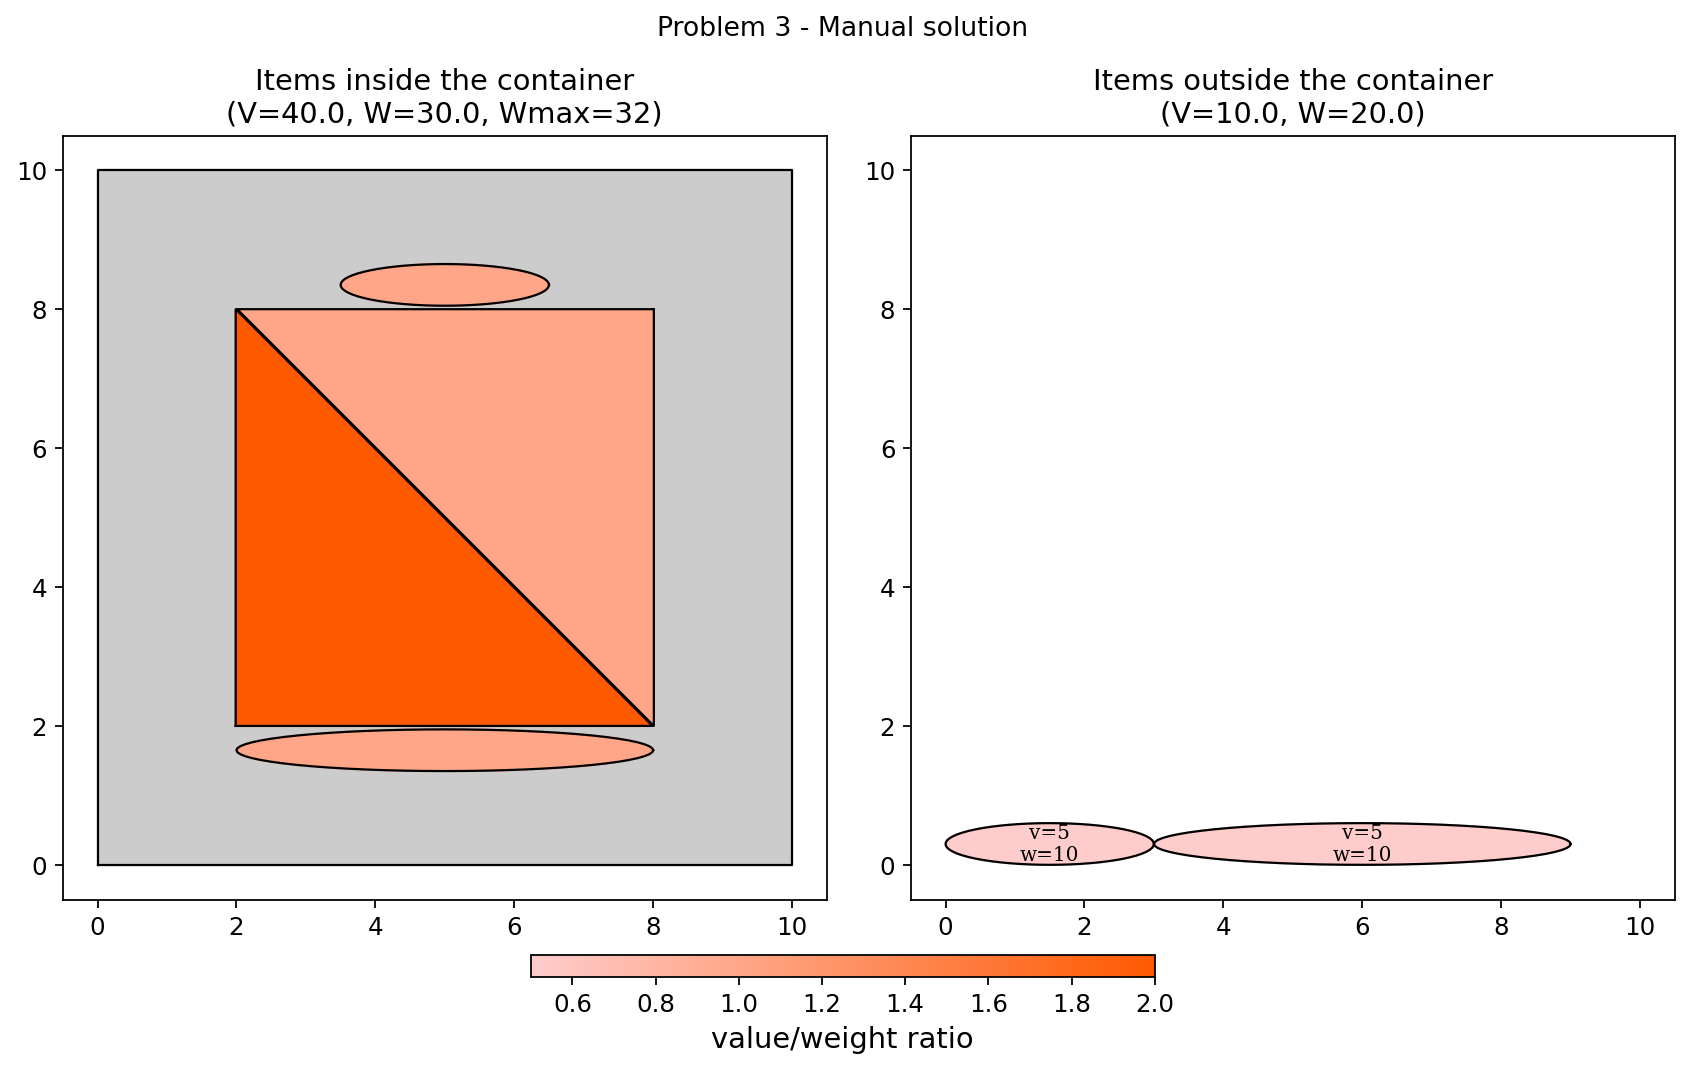 Problem 3 - Manual solution
Items inside the container
(V=40.0, W=30.0, Wmax=32)
Items outside the container
(V=10.0, W=20.0)
10
8
6
4
2
0
0 2 4 6 8 10
10
8
6
4
2
0
v=5
w=10
v=5
w=10
0 2 4 6 8 10
0.6 0.8 1.0 1.2 1.4 1.6 1.8 2.0
value/weight ratio